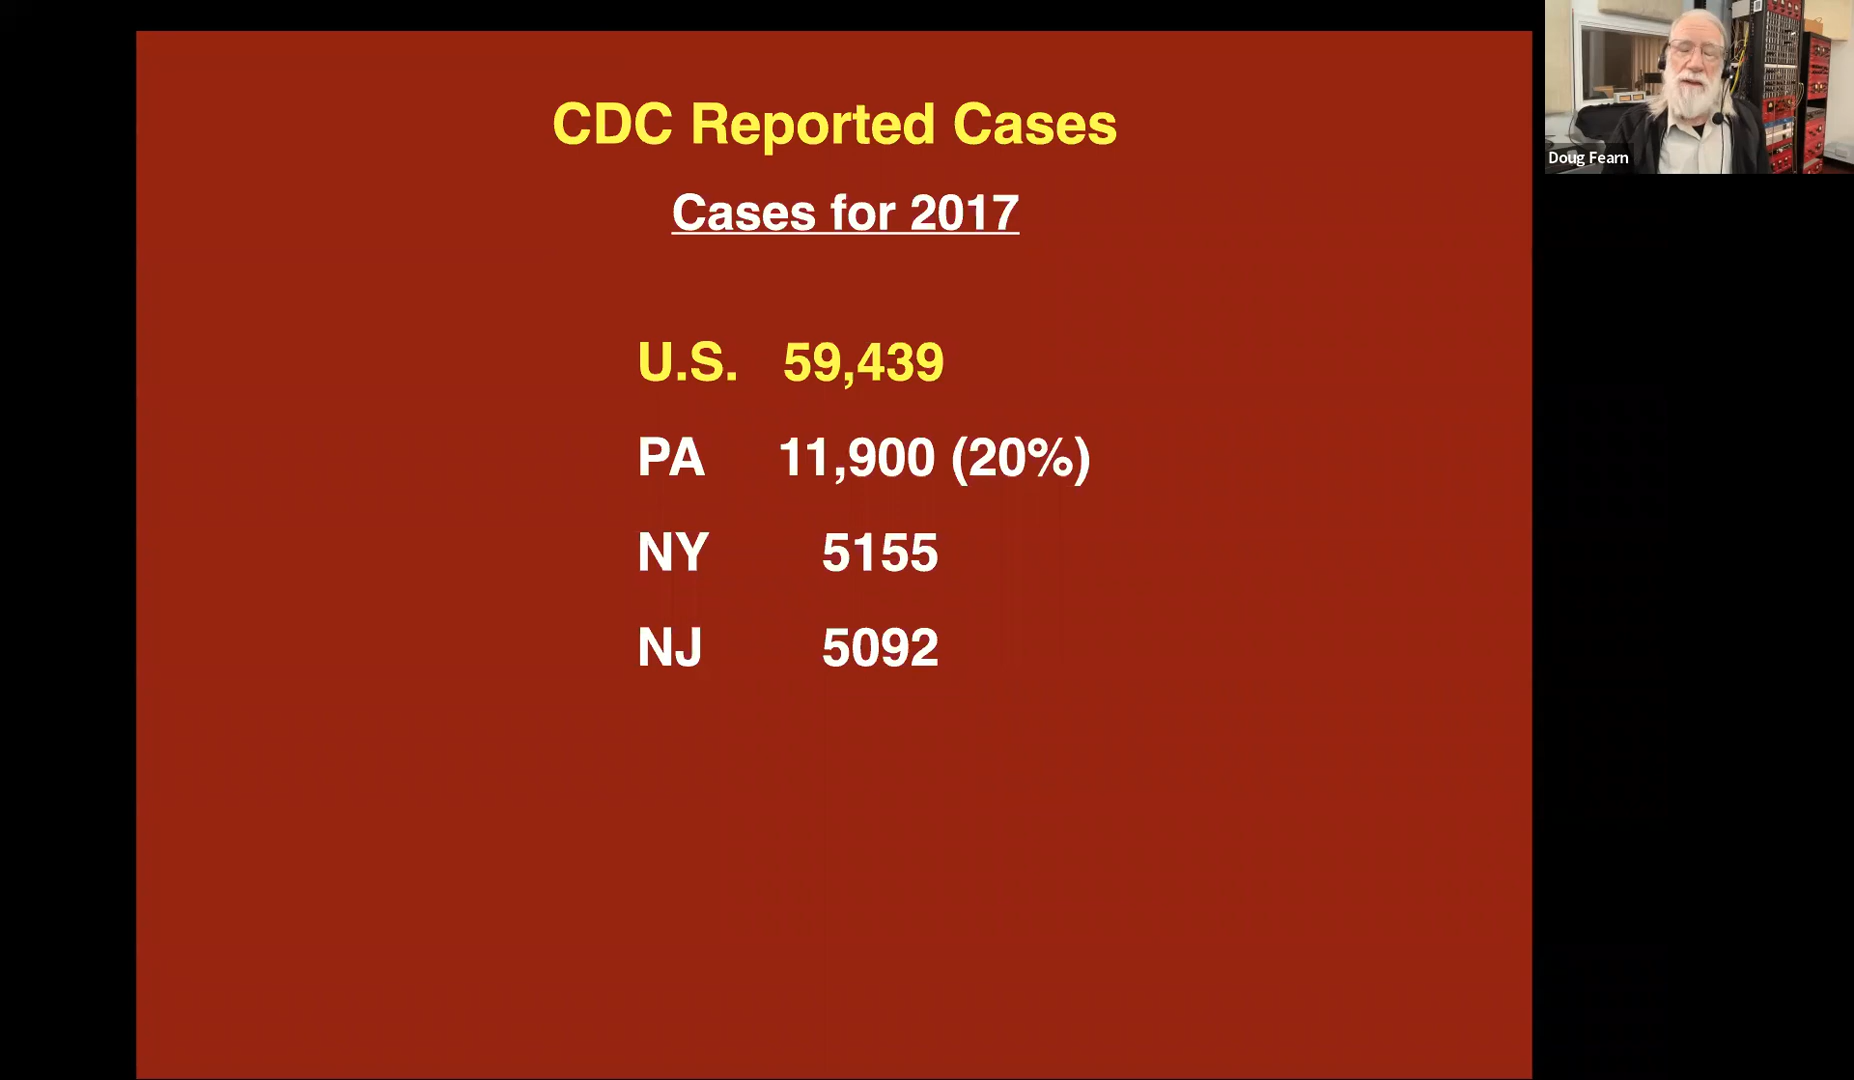 CDC Reported Cases
Cases for 2017
U.S. 59,439
PA 11,900 (20%)
NY 5155
NJ 5092
Doug Fearn